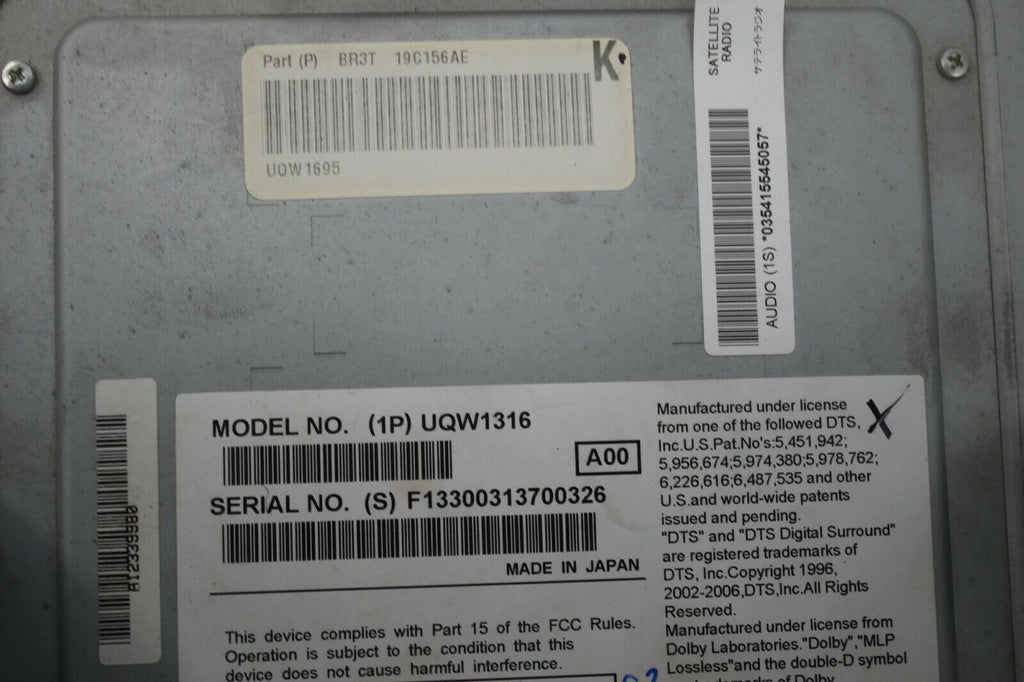 Part (P) BR3T 19C156AE K
UQW1695
SATELLITE
RADIO
サテライトラジオ
AUDIO (1S) *035415545057*
A12339980
MODEL NO. (1P) UQW1316
A00
SERIAL NO. (S) F13300313700326
MADE IN JAPAN
This device complies with Part 15 of the FCC Rules.
Operation is subject to the condition that this
device does not cause harmful interference.
Manufactured under license
from one of the followed DTS,
Inc.U.S.Pat.No's:5,451,942;
5,956,674;5,974,380;5,978,762;
6,226,616;6,487,535 and other
U.S.and world-wide patents
issued and pending.
"DTS" and "DTS Digital Surround"
are registered trademarks of
DTS, Inc.Copyright 1996,
2002-2006,DTS,Inc.All Rights
Reserved.
Manufactured under license from
Dolby Laboratories."Dolby","MLP
Lossless"and the double-D symbol
of Dolby